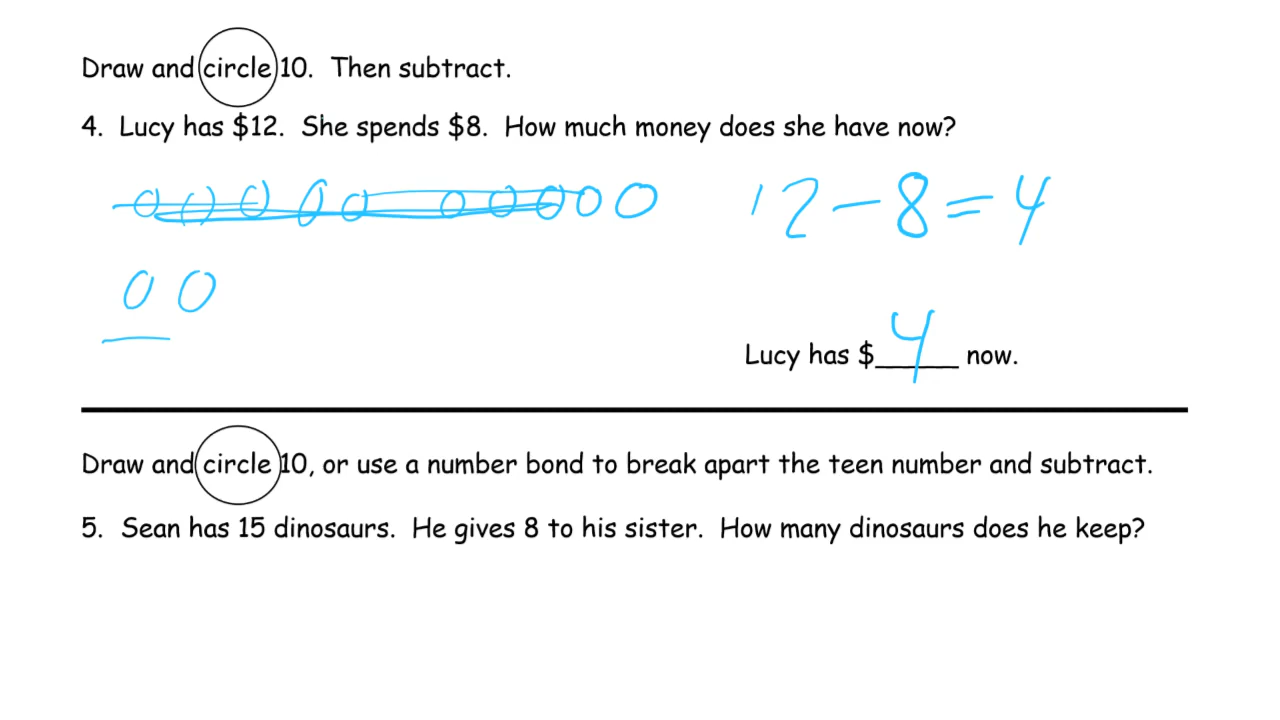 Draw and circle 10. Then subtract.
4. Lucy has $12. She spends $8. How much money does she have now?
00000 00000 12-8=4
00
Lucy has $ 4 now.
Draw and circle 10, or use a number bond to break apart the teen number and subtract.
5. Sean has 15 dinosaurs. He gives 8 to his sister. How many dinosaurs does he keep?